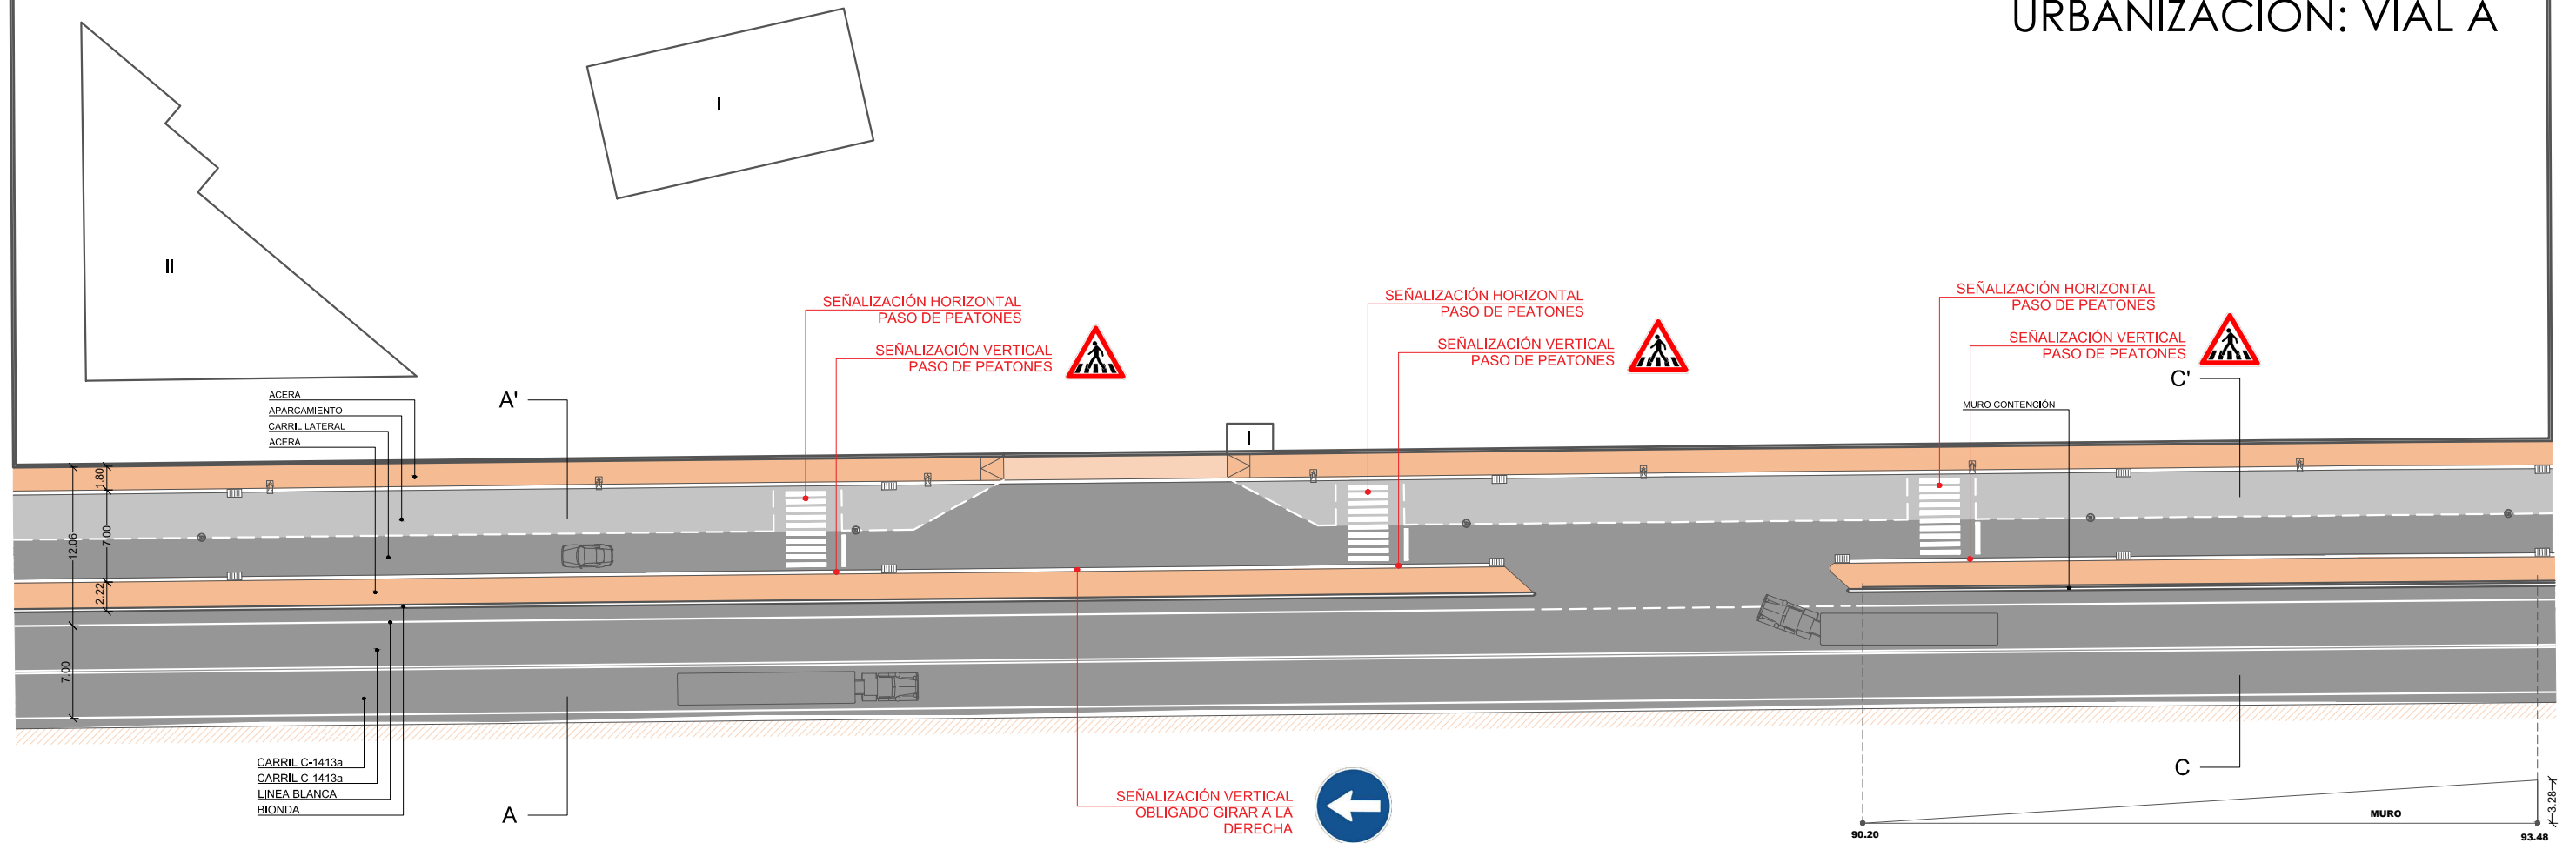 URBANIZACIÓN: VIAL A
I
II
SEÑALIZACIÓN HORIZONTAL
PASO DE PEATONES
SEÑALIZACIÓN VERTICAL
PASO DE PEATONES
SEÑALIZACIÓN HORIZONTAL
PASO DE PEATONES
SEÑALIZACIÓN VERTICAL
PASO DE PEATONES
SEÑALIZACIÓN HORIZONTAL
PASO DE PEATONES
SEÑALIZACIÓN VERTICAL
PASO DE PEATONES
ACERA
APARCAMIENTO
CARRIL LATERAL
ACERA
A'
C'
MURO CONTENCIÓN
I
1.80
12.06
7.00
2.22
7.00
CARRIL C-1413a
CARRIL C-1413a
LINEA BLANCA
BIONDA
A
SEÑALIZACIÓN VERTICAL
OBLIGADO GIRAR A LA
DERECHA
C
MURO
3.28
90.20
93.48